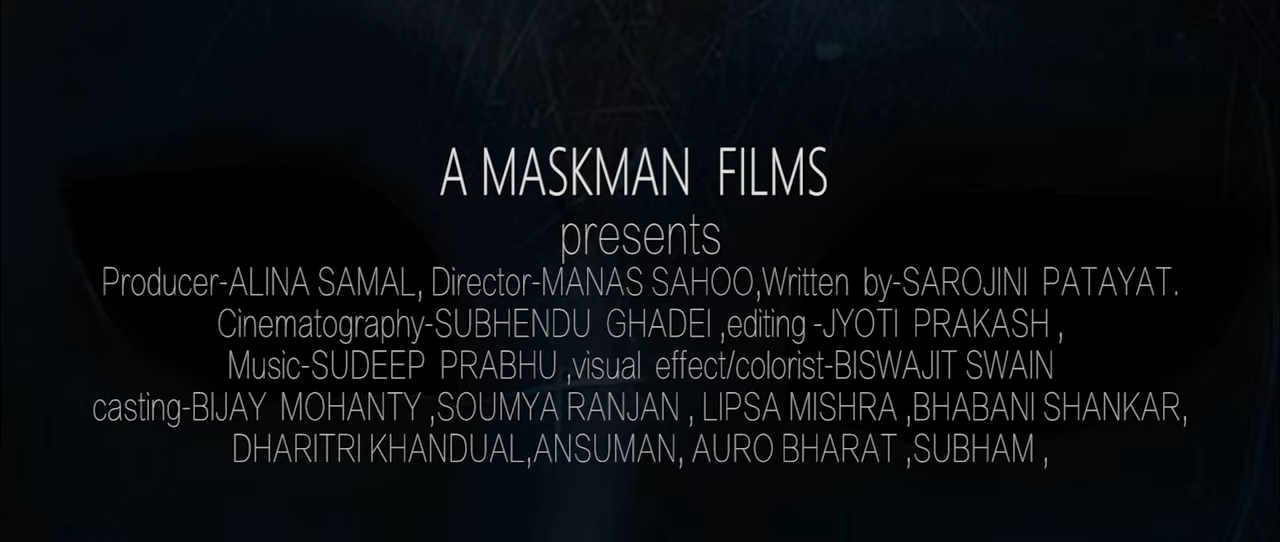 A MASKMAN FILMS
presents
Producer-ALINA SAMAL, Director-MANAS SAHOO,Written by-SAROJINI PATAYAT.
Cinematography-SUBHENDU GHADEI ,editing -JYOTI PRAKASH ,
Music-SUDEEP PRABHU ,visual effect/colorist-BISWAJIT SWAIN
casting-BIJAY MOHANTY ,SOUMYA RANJAN , LIPSA MISHRA ,BHABANI SHANKAR,
DHARITRI KHANDUAL,ANSUMAN, AURO BHARAT ,SUBHAM ,